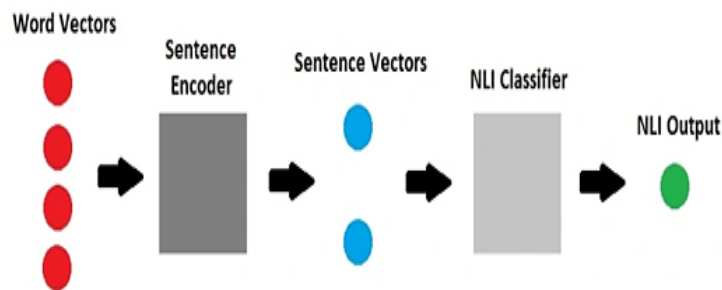 Word Vectors
Sentence
Encoder
Sentence Vectors
NLI Classifier
NLI Output